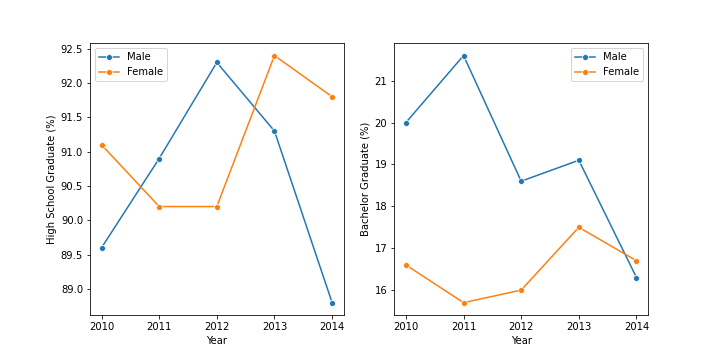 High School Graduate (%)
92.5
92.0
91.5
91.0
90.5
90.0
89.5
89.0
Male
Female
2010 2011 2012 2013 2014
Year
Bachelor Graduate (%)
21
20
19
18
17
16
Male
Female
2010 2011 2012 2013 2014
Year